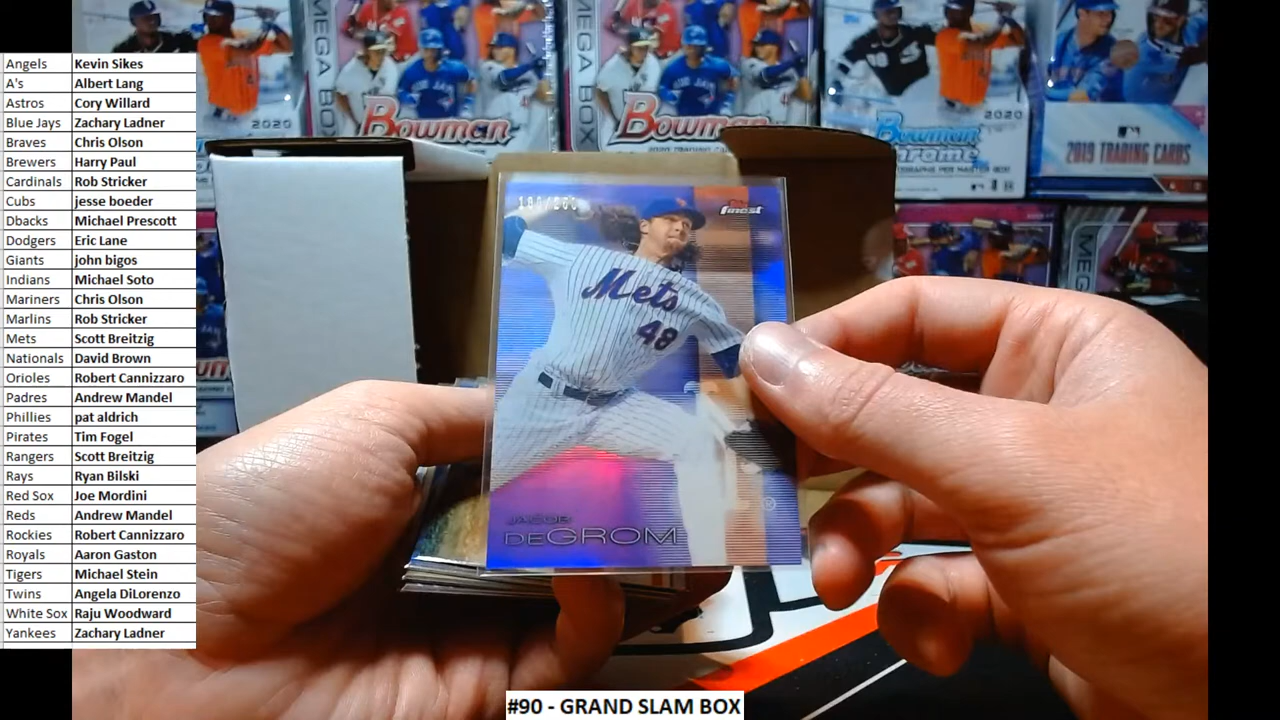 Angels Kevin Sikes
A's Albert Lang
Astros Cory Willard
Blue Jays Zachary Ladner
Braves Chris Olson
Brewers Harry Paul
Cardinals Rob Stricker
Cubs jesse boeder
Dbacks Michael Prescott
Dodgers Eric Lane
Giants john bigos
Indians Michael Soto
Mariners Chris Olson
Marlins Rob Stricker
Mets Scott Breitzig
Nationals David Brown
Orioles Robert Cannizzaro
Padres Andrew Mandel
Phillies pat aldrich
Pirates Tim Fogel
Rangers Scott Breitzig
Rays Ryan Bilski
Red Sox Joe Mordini
Reds Andrew Mandel
Rockies Robert Cannizzaro
Royals Aaron Gaston
Tigers Michael Stein
Twins Angela DiLorenzo
White Sox Raju Woodward
Yankees Zachary Ladner
2020
MEGA BOX
Bowman
MEGA BOX
Bowman
2020
Bowman
Chrome
2019 TRADING CARDS
MEGA
finest
Mets
48
JACOB
DEGROM
#90 - GRAND SLAM BOX